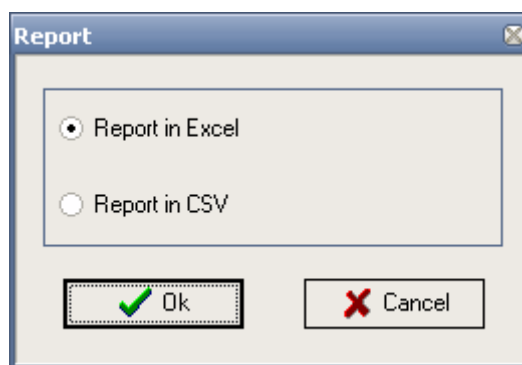 Report
Report in Excel
Report in CSV
Ok
Cancel